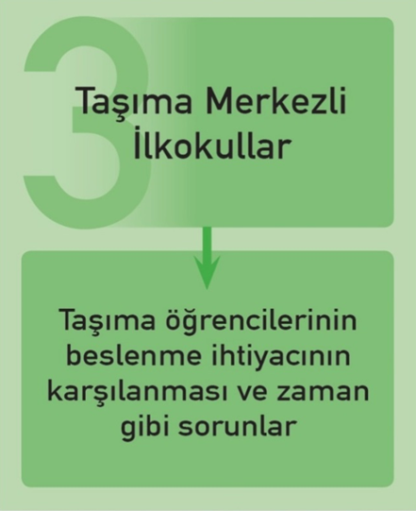 3
Taşıma Merkezli
İlkokullar
Taşıma öğrencilerinin
beslenme ihtiyacının
karşılanması ve zaman
gibi sorunlar